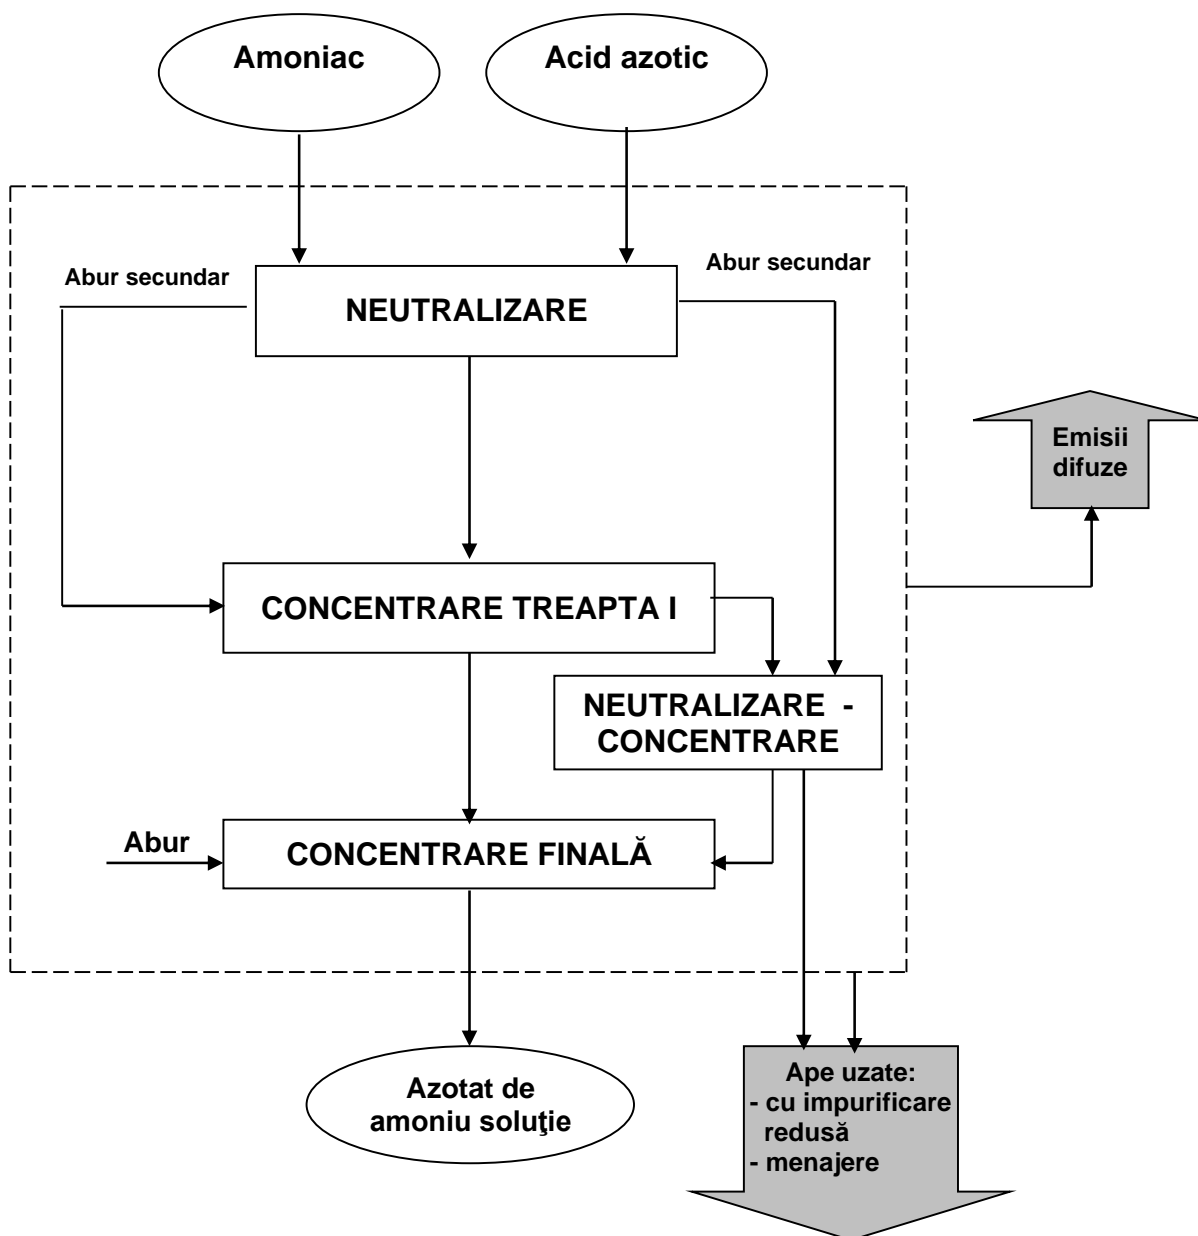 Amoniac
Acid azotic
Abur secundar
Abur secundar
NEUTRALIZARE
Emisii
difuze
CONCENTRARE TREAPTA I
NEUTRALIZARE -
CONCENTRARE
Abur
CONCENTRARE FINALĂ
Azotat de
amoniu soluţie
Ape uzate:
- cu impurificare
redusă
- menajere